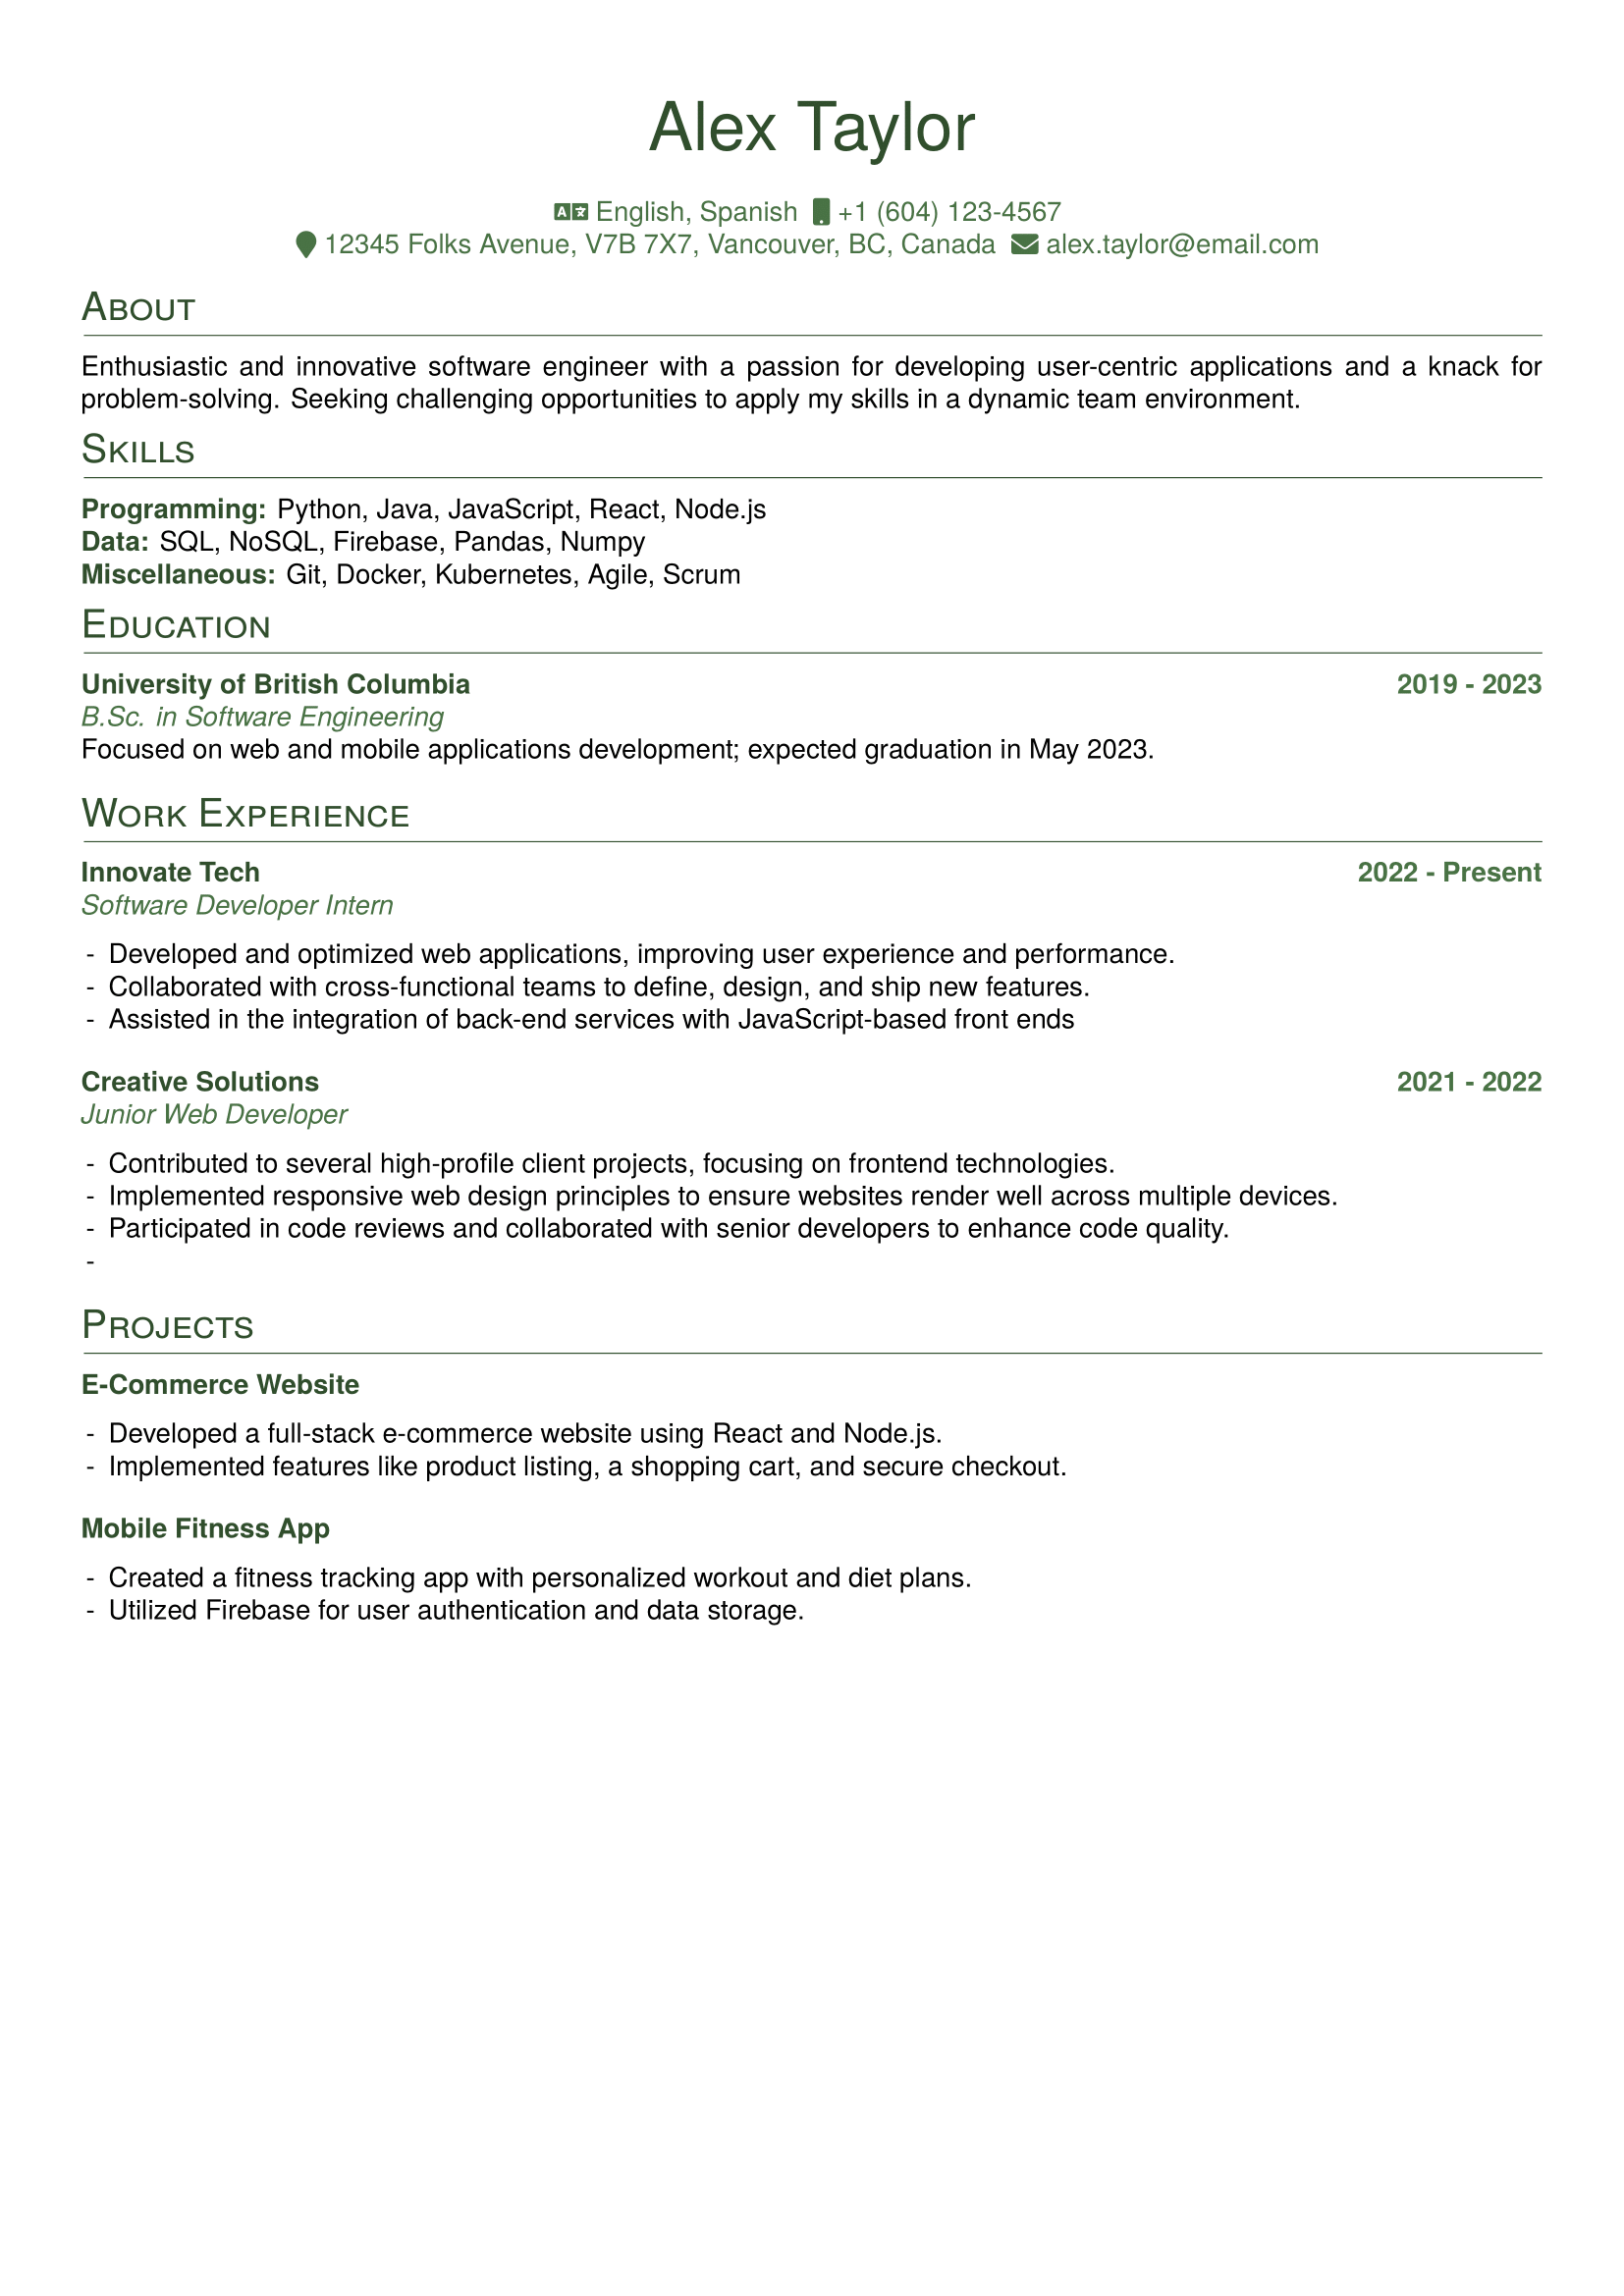 Alex Taylor
English, Spanish +1 (604) 123-4567
12345 Folks Avenue, V7B 7X7, Vancouver, BC, Canada alex.taylor@email.com
About
Enthusiastic and innovative software engineer with a passion for developing user-centric applications and a knack for
problem-solving. Seeking challenging opportunities to apply my skills in a dynamic team environment.
Skills
Programming: Python, Java, JavaScript, React, Node.js
Data: SQL, NoSQL, Firebase, Pandas, Numpy
Miscellaneous: Git, Docker, Kubernetes, Agile, Scrum
Education
University of British Columbia 2019 - 2023
B.Sc. in Software Engineering
Focused on web and mobile applications development; expected graduation in May 2023.
Work Experience
Innovate Tech 2022 - Present
Software Developer Intern
- Developed and optimized web applications, improving user experience and performance.
- Collaborated with cross-functional teams to define, design, and ship new features.
- Assisted in the integration of back-end services with JavaScript-based front ends
Creative Solutions 2021 - 2022
Junior Web Developer
- Contributed to several high-profile client projects, focusing on frontend technologies.
- Implemented responsive web design principles to ensure websites render well across multiple devices.
- Participated in code reviews and collaborated with senior developers to enhance code quality.
-
Projects
E-Commerce Website
- Developed a full-stack e-commerce website using React and Node.js.
- Implemented features like product listing, a shopping cart, and secure checkout.
Mobile Fitness App
- Created a fitness tracking app with personalized workout and diet plans.
- Utilized Firebase for user authentication and data storage.